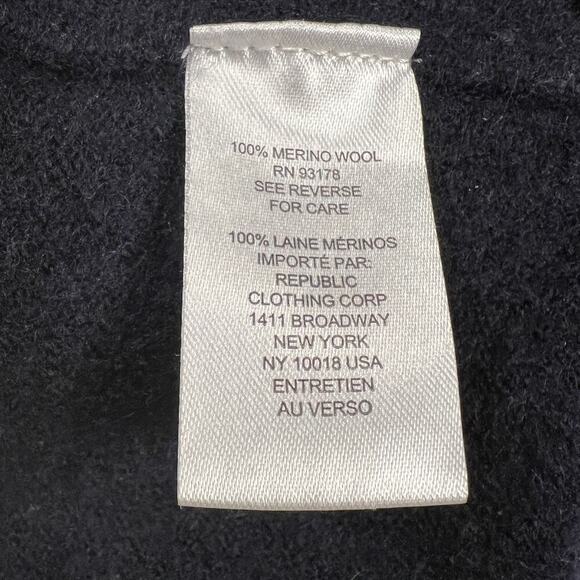 100% MERINO WOOL
RN 93178
SEE REVERSE
FOR CARE
100% LAINE MÉRINOS
IMPORTÉ PAR:
REPUBLIC
CLOTHING CORP
1411 BROADWAY
NEW YORK
NY 10018 USA
ENTRETIEN
AU VERSO